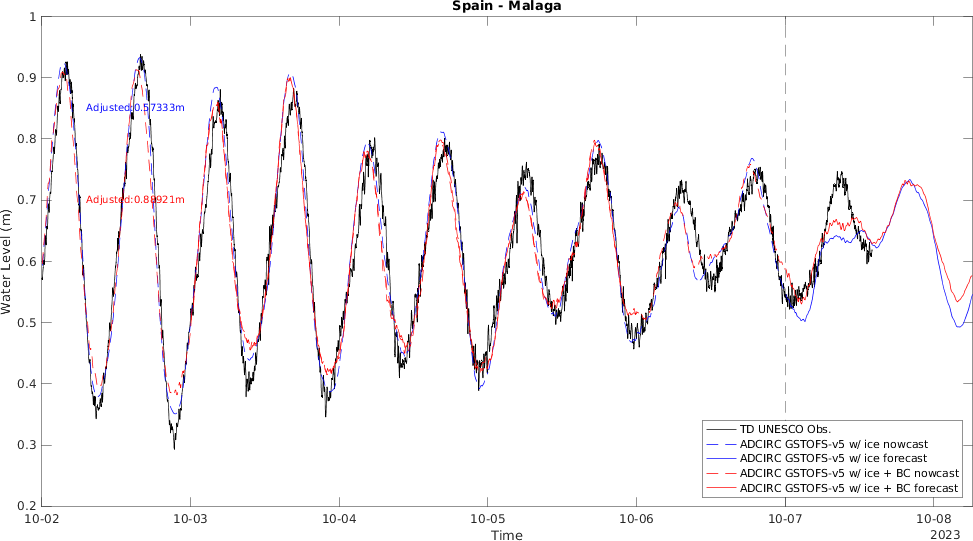 Spain - Malaga
1
0.9
0.8
0.7
0.6
0.5
0.4
0.3
0.2
Water Level (m)
Adjusted:0.57333m
Adjusted:0.88921m
TD UNESCO Obs.
ADCIRC GSTOFS-v5 w/ ice nowcast
ADCIRC GSTOFS-v5 w/ ice forecast
ADCIRC GSTOFS-v5 w/ ice + BC nowcast
ADCIRC GSTOFS-v5 w/ ice + BC forecast
10-02 10-03 10-04 10-05 10-06 10-07 10-08
Time
2023